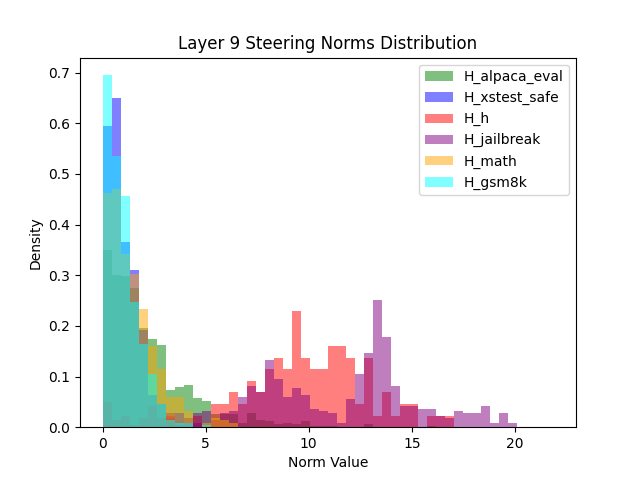 Layer 9 Steering Norms Distribution
0.7
0.6
0.5
0.4
0.3
0.2
0.1
0.0
Density
H_alpaca_eval
H_xstest_safe
H_h
H_jailbreak
H_math
H_gsm8k
0
5
10
15
20
Norm Value